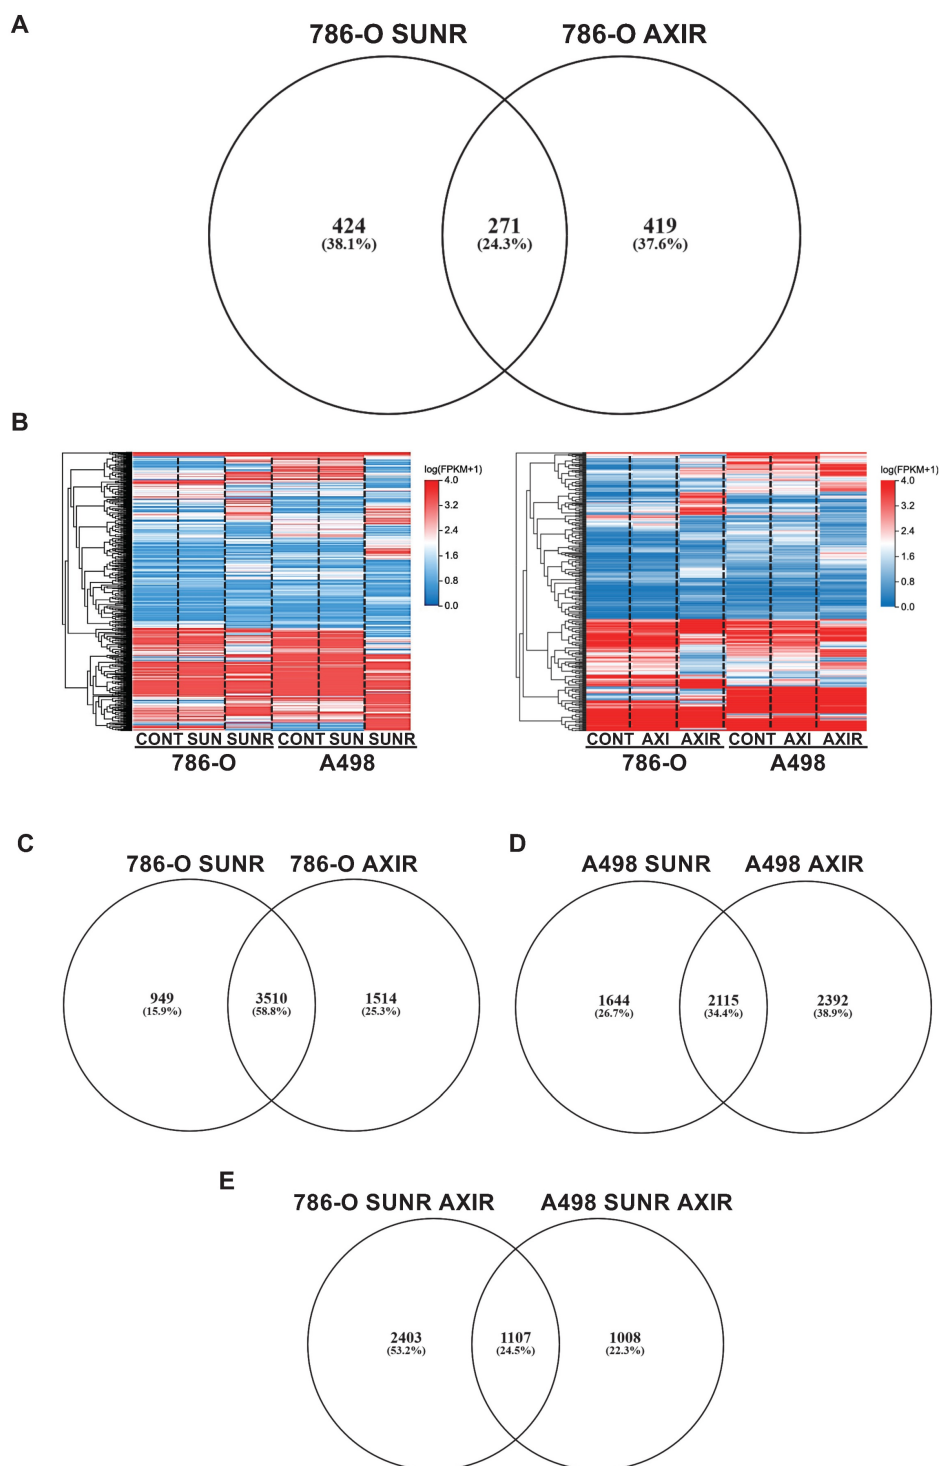 A
786-O SUNR 786-O AXIR
424 271 419
(38.1%) (24.3%) (37.6%)
B
log(FPKM+1)
4.0
3.2
2.4
1.6
0.8
0.0
CONT SUN SUNR CONT SUN SUNR
786-O A498
log(FPKM+1)
4.0
3.2
2.4
1.6
0.8
0.0
CONT AXI AXIR CONT AXI AXIR
786-O A498
C
786-O SUNR 786-O AXIR
949 3510 1514
(15.9%) (58.8%) (25.3%)
D
A498 SUNR A498 AXIR
1644 2115 2392
(26.7%) (34.4%) (38.9%)
E
786-O SUNR AXIR A498 SUNR AXIR
2403 1107 1008
(53.2%) (24.5%) (22.3%)